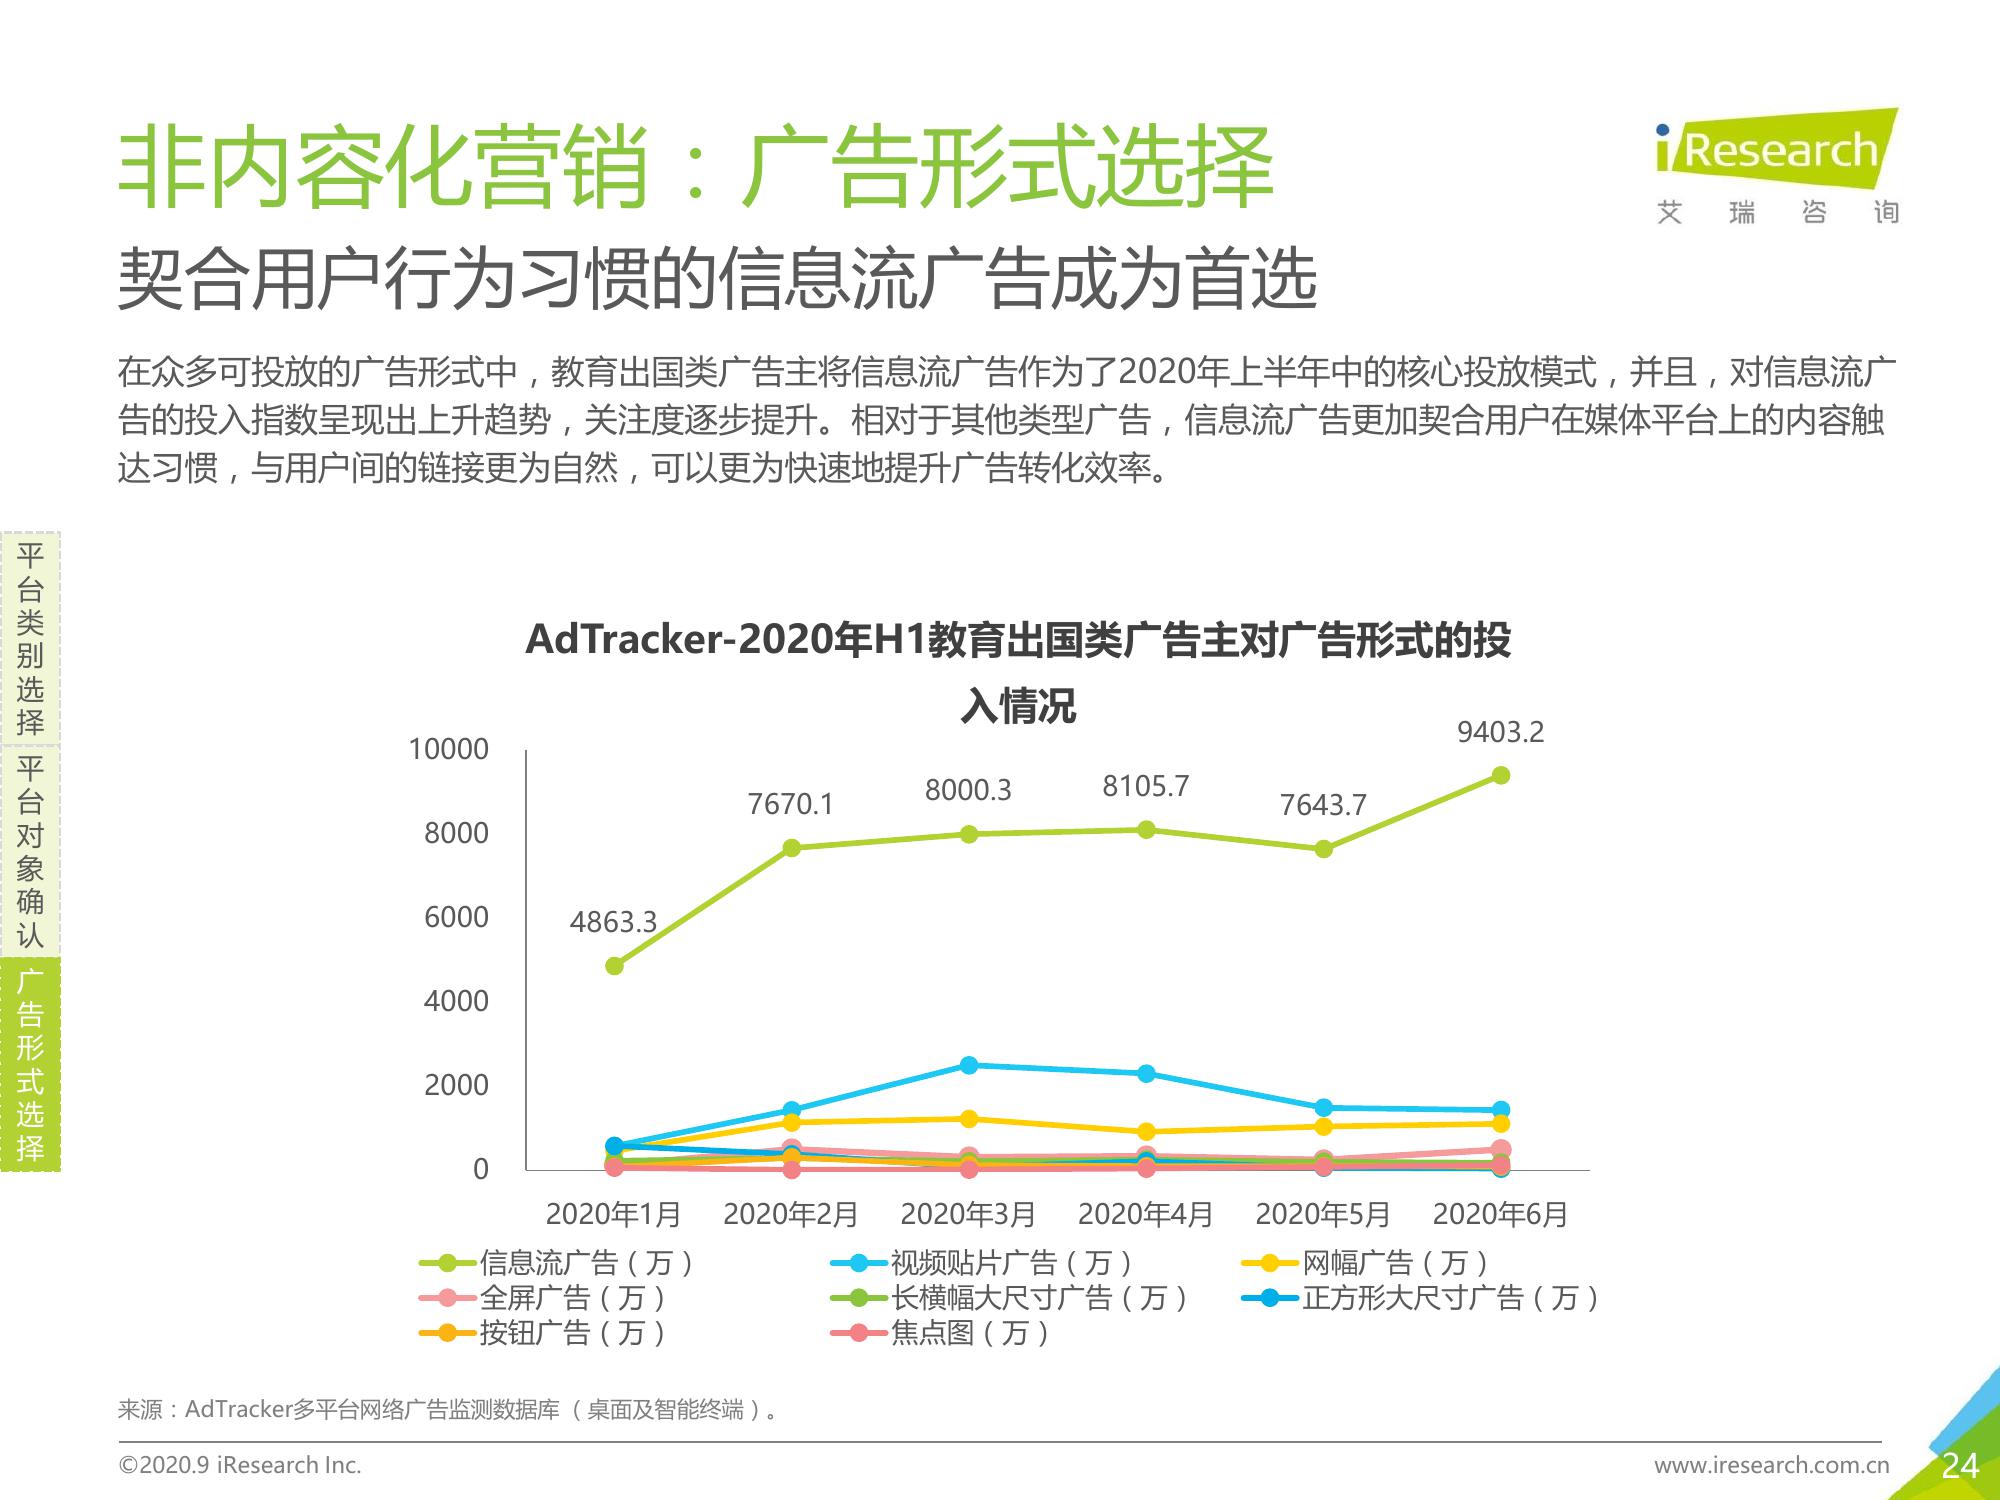 非内容化营销：广告形式选择
iResearch
艾瑞咨询
契合用户行为习惯的信息流广告成为首选
在众多可投放的广告形式中，教育出国类广告主将信息流广告作为了2020年上半年中的核心投放模式，并且，对信息流广
告的投入指数呈现出上升趋势，关注度逐步提升。相对于其他类型广告，信息流广告更加契合用户在媒体平台上的内容触
达习惯，与用户间的链接更为自然，可以更为快速地提升广告转化效率。
平台类别选择
平台对象确认
广告形式选择
AdTracker-2020年H1教育出国类广告主对广告形式的投
入情况
10000
8000
6000
4000
2000
0
4863.3
7670.1
8000.3
8105.7
7643.7
9403.2
2020年1月 2020年2月 2020年3月 2020年4月 2020年5月 2020年6月
信息流广告（万） 视频贴片广告（万） 网幅广告（万）
全屏广告（万） 长横幅大尺寸广告（万） 正方形大尺寸广告（万）
按钮广告（万） 焦点图（万）
来源：AdTracker多平台网络广告监测数据库（桌面及智能终端）。
©2020.9 iResearch Inc. www.iresearch.com.cn 24